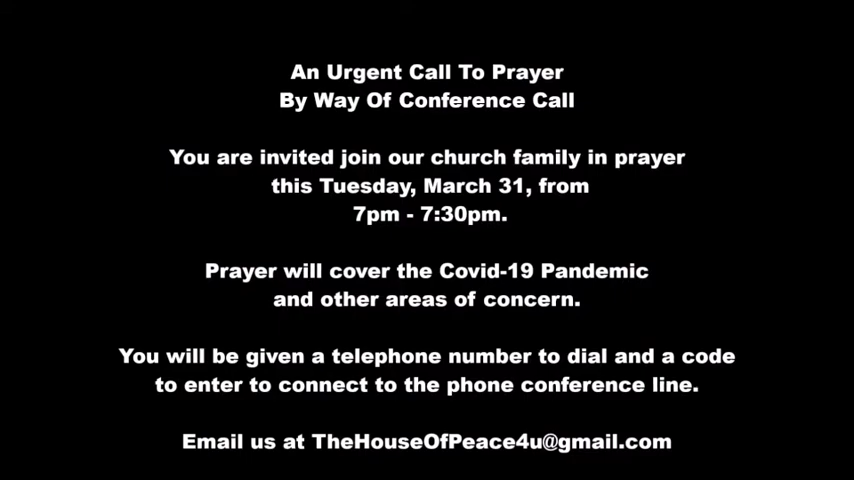 An Urgent Call To Prayer
By Way Of Conference Call
You are invited join our church family in prayer
this Tuesday, March 31, from
7pm - 7:30pm.
Prayer will cover the Covid-19 Pandemic
and other areas of concern.
You will be given a telephone number to dial and a code
to enter to connect to the phone conference line.
Email us at TheHouseOfPeace4u@gmail.com